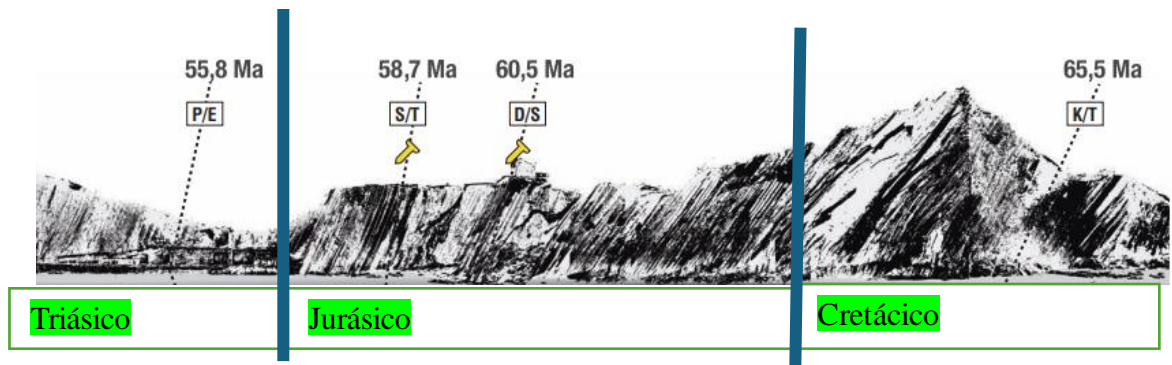 55,8 Ma
58,7 Ma
60,5 Ma
65,5 Ma
P/E
S/T
D/S
K/T
Triásico
Jurásico
Cretácico